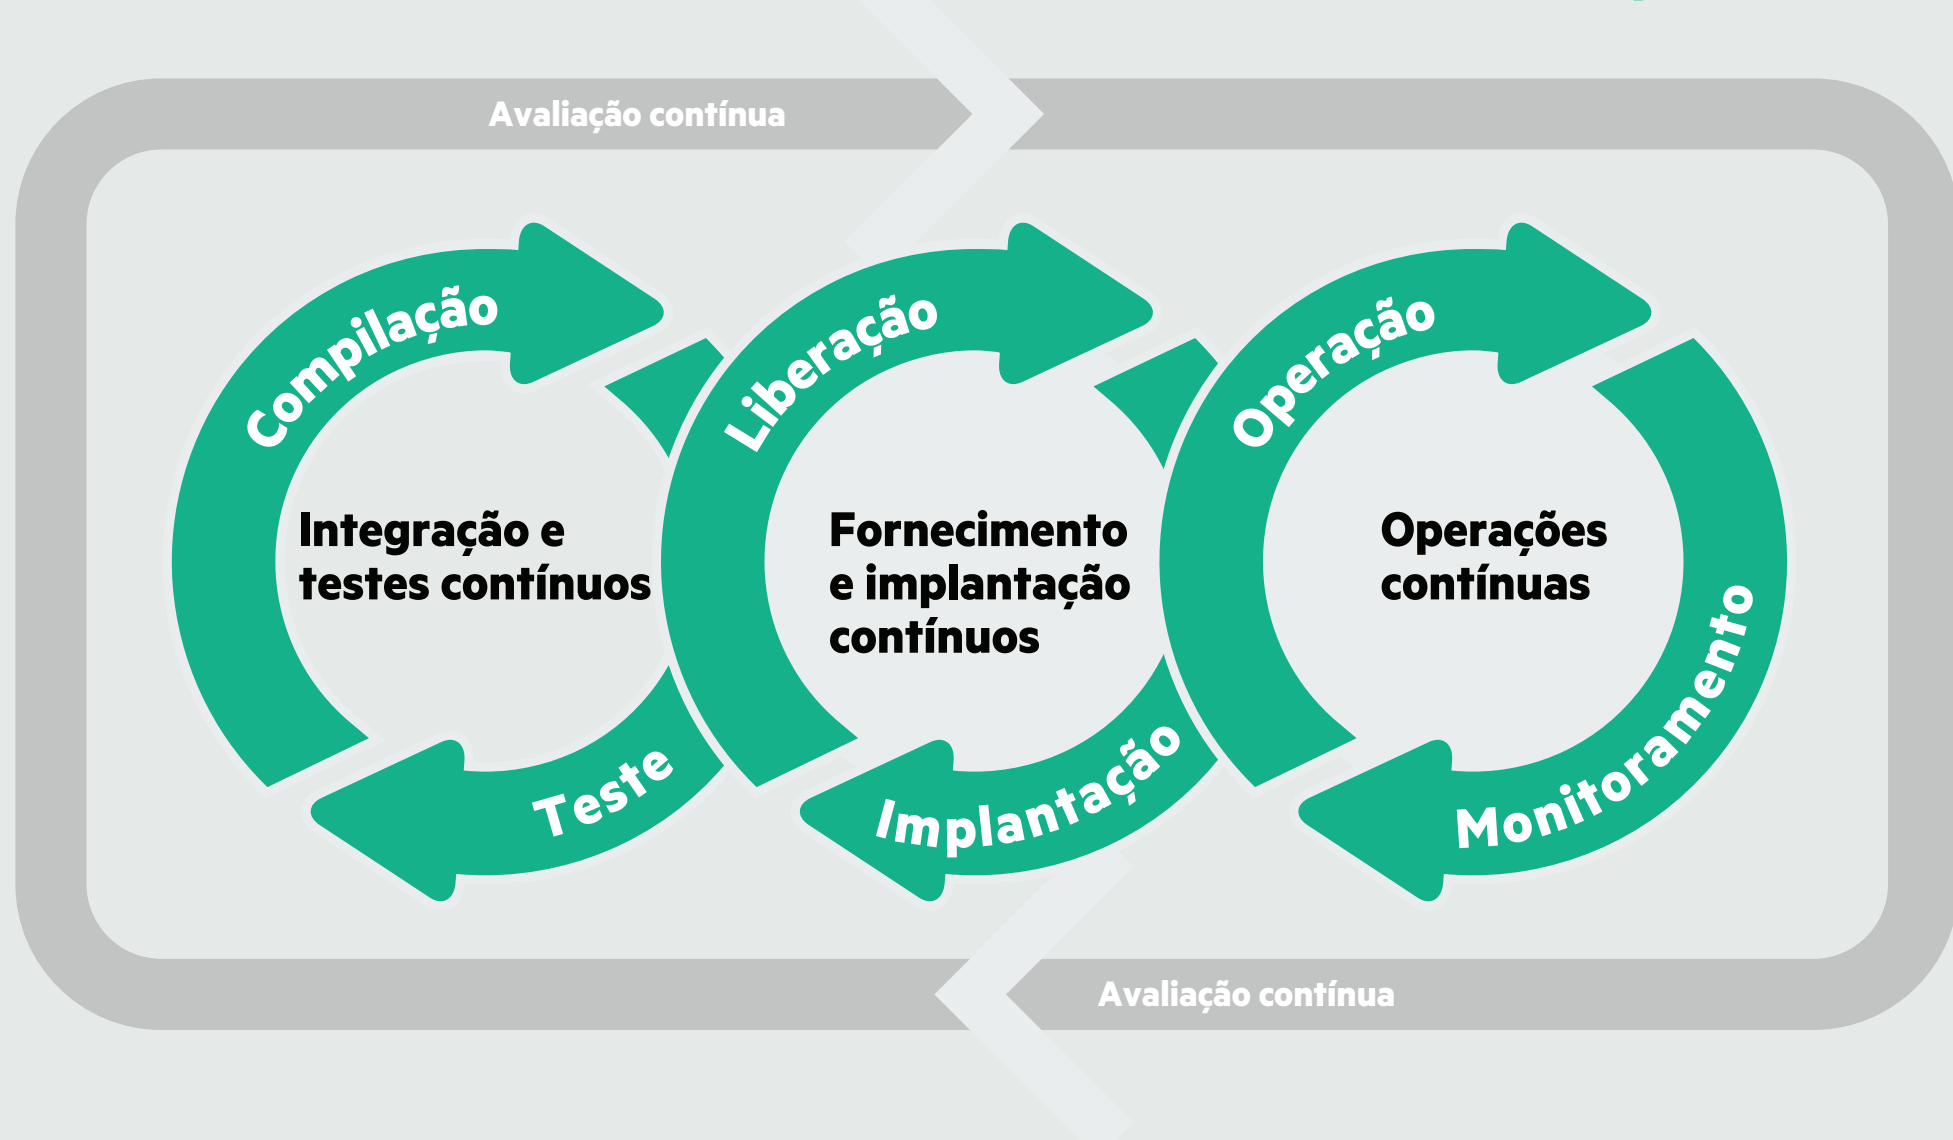 Avaliação contínua
Compilação
Liberação
Operação
Integração e
testes contínuos
Fornecimento
e implantação
contínuos
Operações
contínuas
Teste
Implantação
Monitoramento
Avaliação contínua